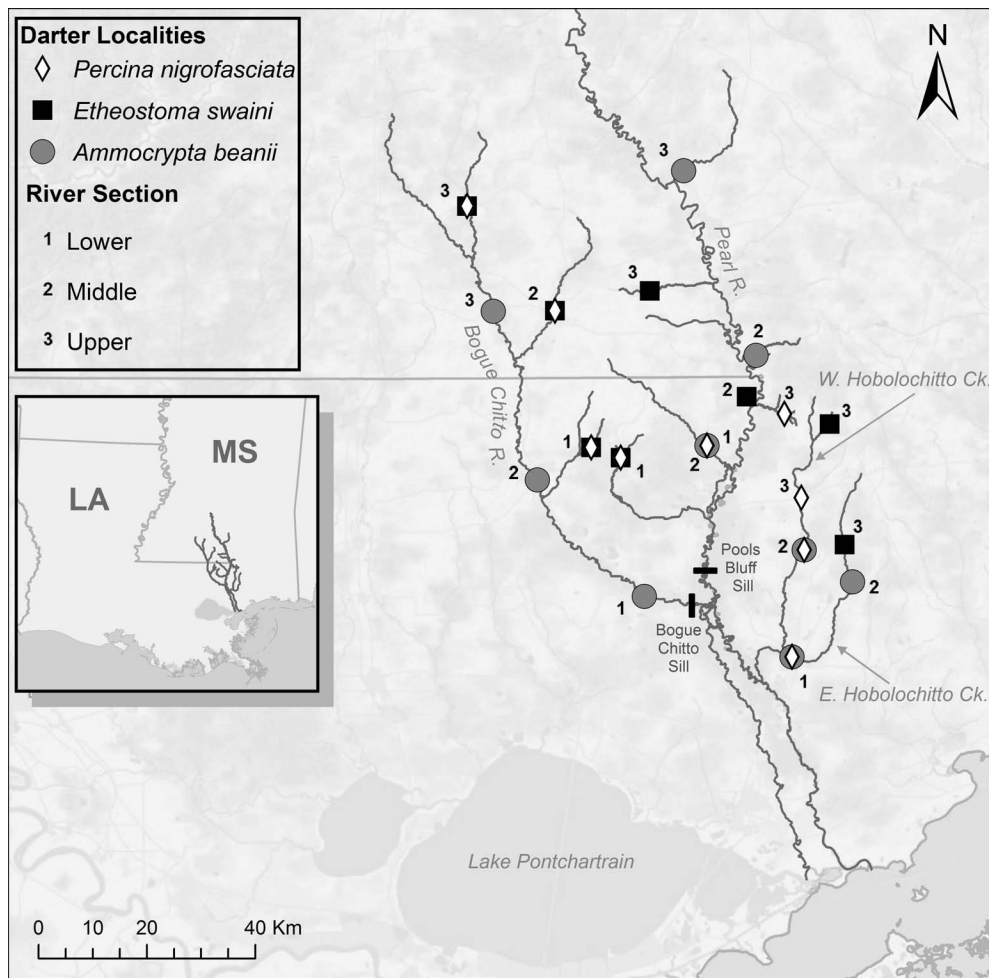 Darter Localities
Percina nigrofasciata
Etheostoma swaini
Ammocrypta beanii
River Section
1 Lower
2 Middle
3 Upper
N
3
3
Pearl R.
3
3
2
Bogue Chitto R.
2
W. Hobolochitto Ck.
2
3
3
1
1
1
2
2
3
3
2
2
Pools
Bluff
Sill
1
Bogue
Chitto
Sill
1
E. Hobolochitto Ck.
LA
MS
Lake Pontchartrain
0 10 20 40 Km